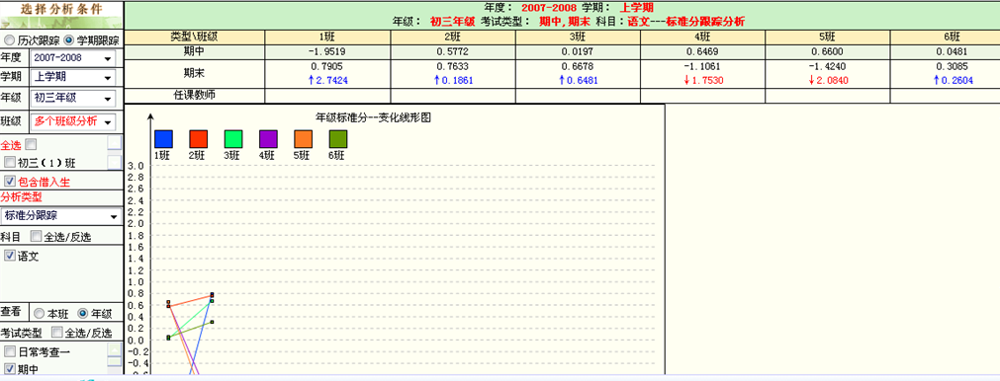 选择分析条件
历次跟踪 学期跟踪
年度 2007-2008
学期 上学期
年级 初三年级
班级 多个班级分析
全选
初三(1)班
包含借入生
分析类型
标准分跟踪
科目 全选/反选
语文
查看 本班 年级
考试类型 全选/反选
日常考查一
期中
年度: 2007-2008 学期: 上学期
年级: 初三年级 考试类型: 期中,期末 科目:语文---标准分跟踪分析
类型\班级 1班 2班 3班 4班 5班 6班
期中 -1.9519 0.5772 0.0197 0.6469 0.6600 0.0481
期末 0.7905 0.7633 0.6678 -1.1061 -1.4240 0.3085
↑2.7424 ↑0.1861 ↑0.6481 ↓1.7530 ↓2.0840 ↑0.2604
任课教师
年级标准分--变化线形图
1班 2班 3班 4班 5班 6班
3.0
2.8
2.6
2.4
2.2
2.0
1.8
1.6
1.4
1.2
1.0
0.8
0.6
0.4
0.2
0.0
-0.2
-0.4